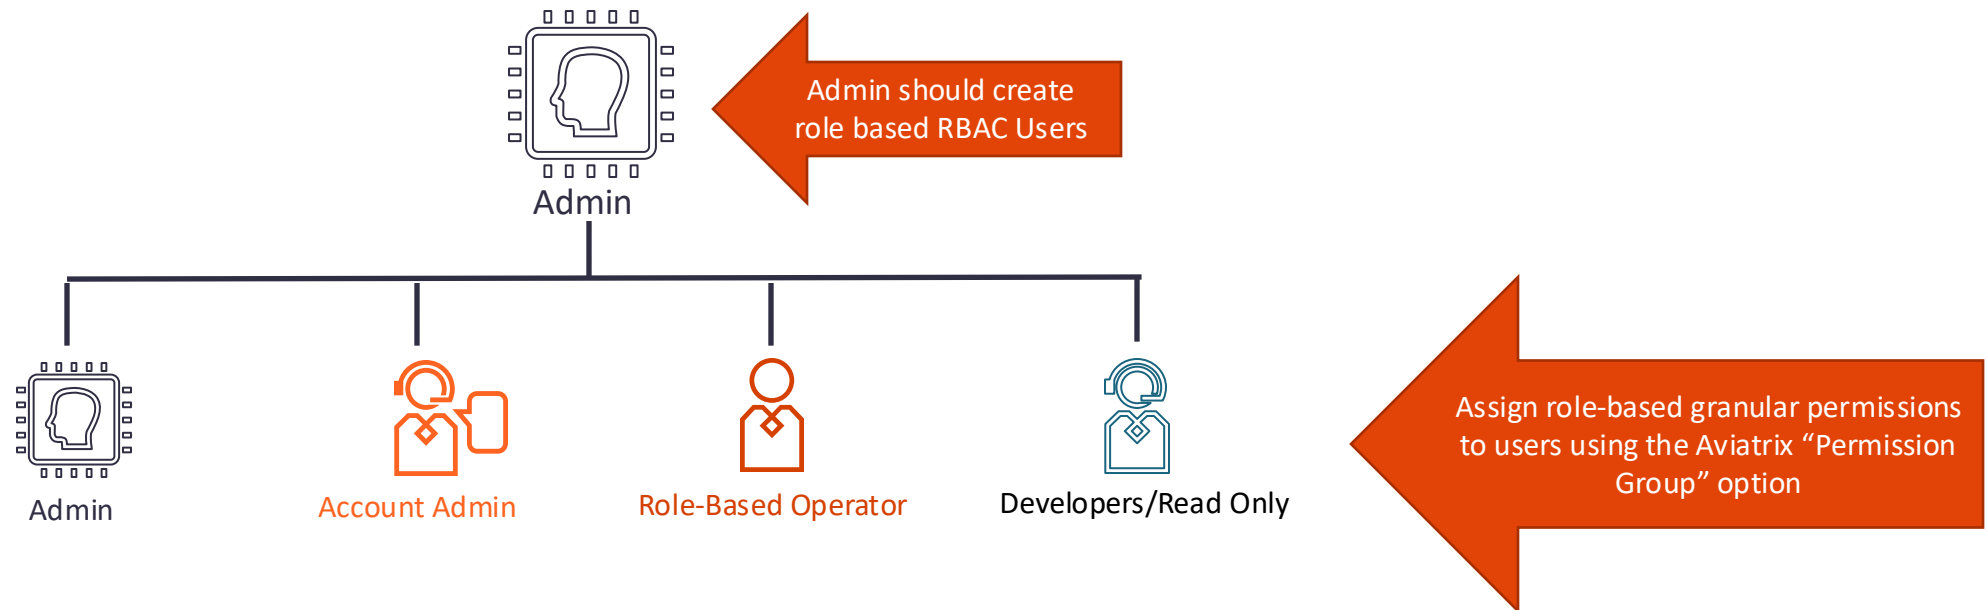 Admin should create
role based RBAC Users
Admin
Admin
Account Admin
Role-Based Operator
Developers/Read Only
Assign role-based granular permissions
to users using the Aviatrix “Permission
Group” option